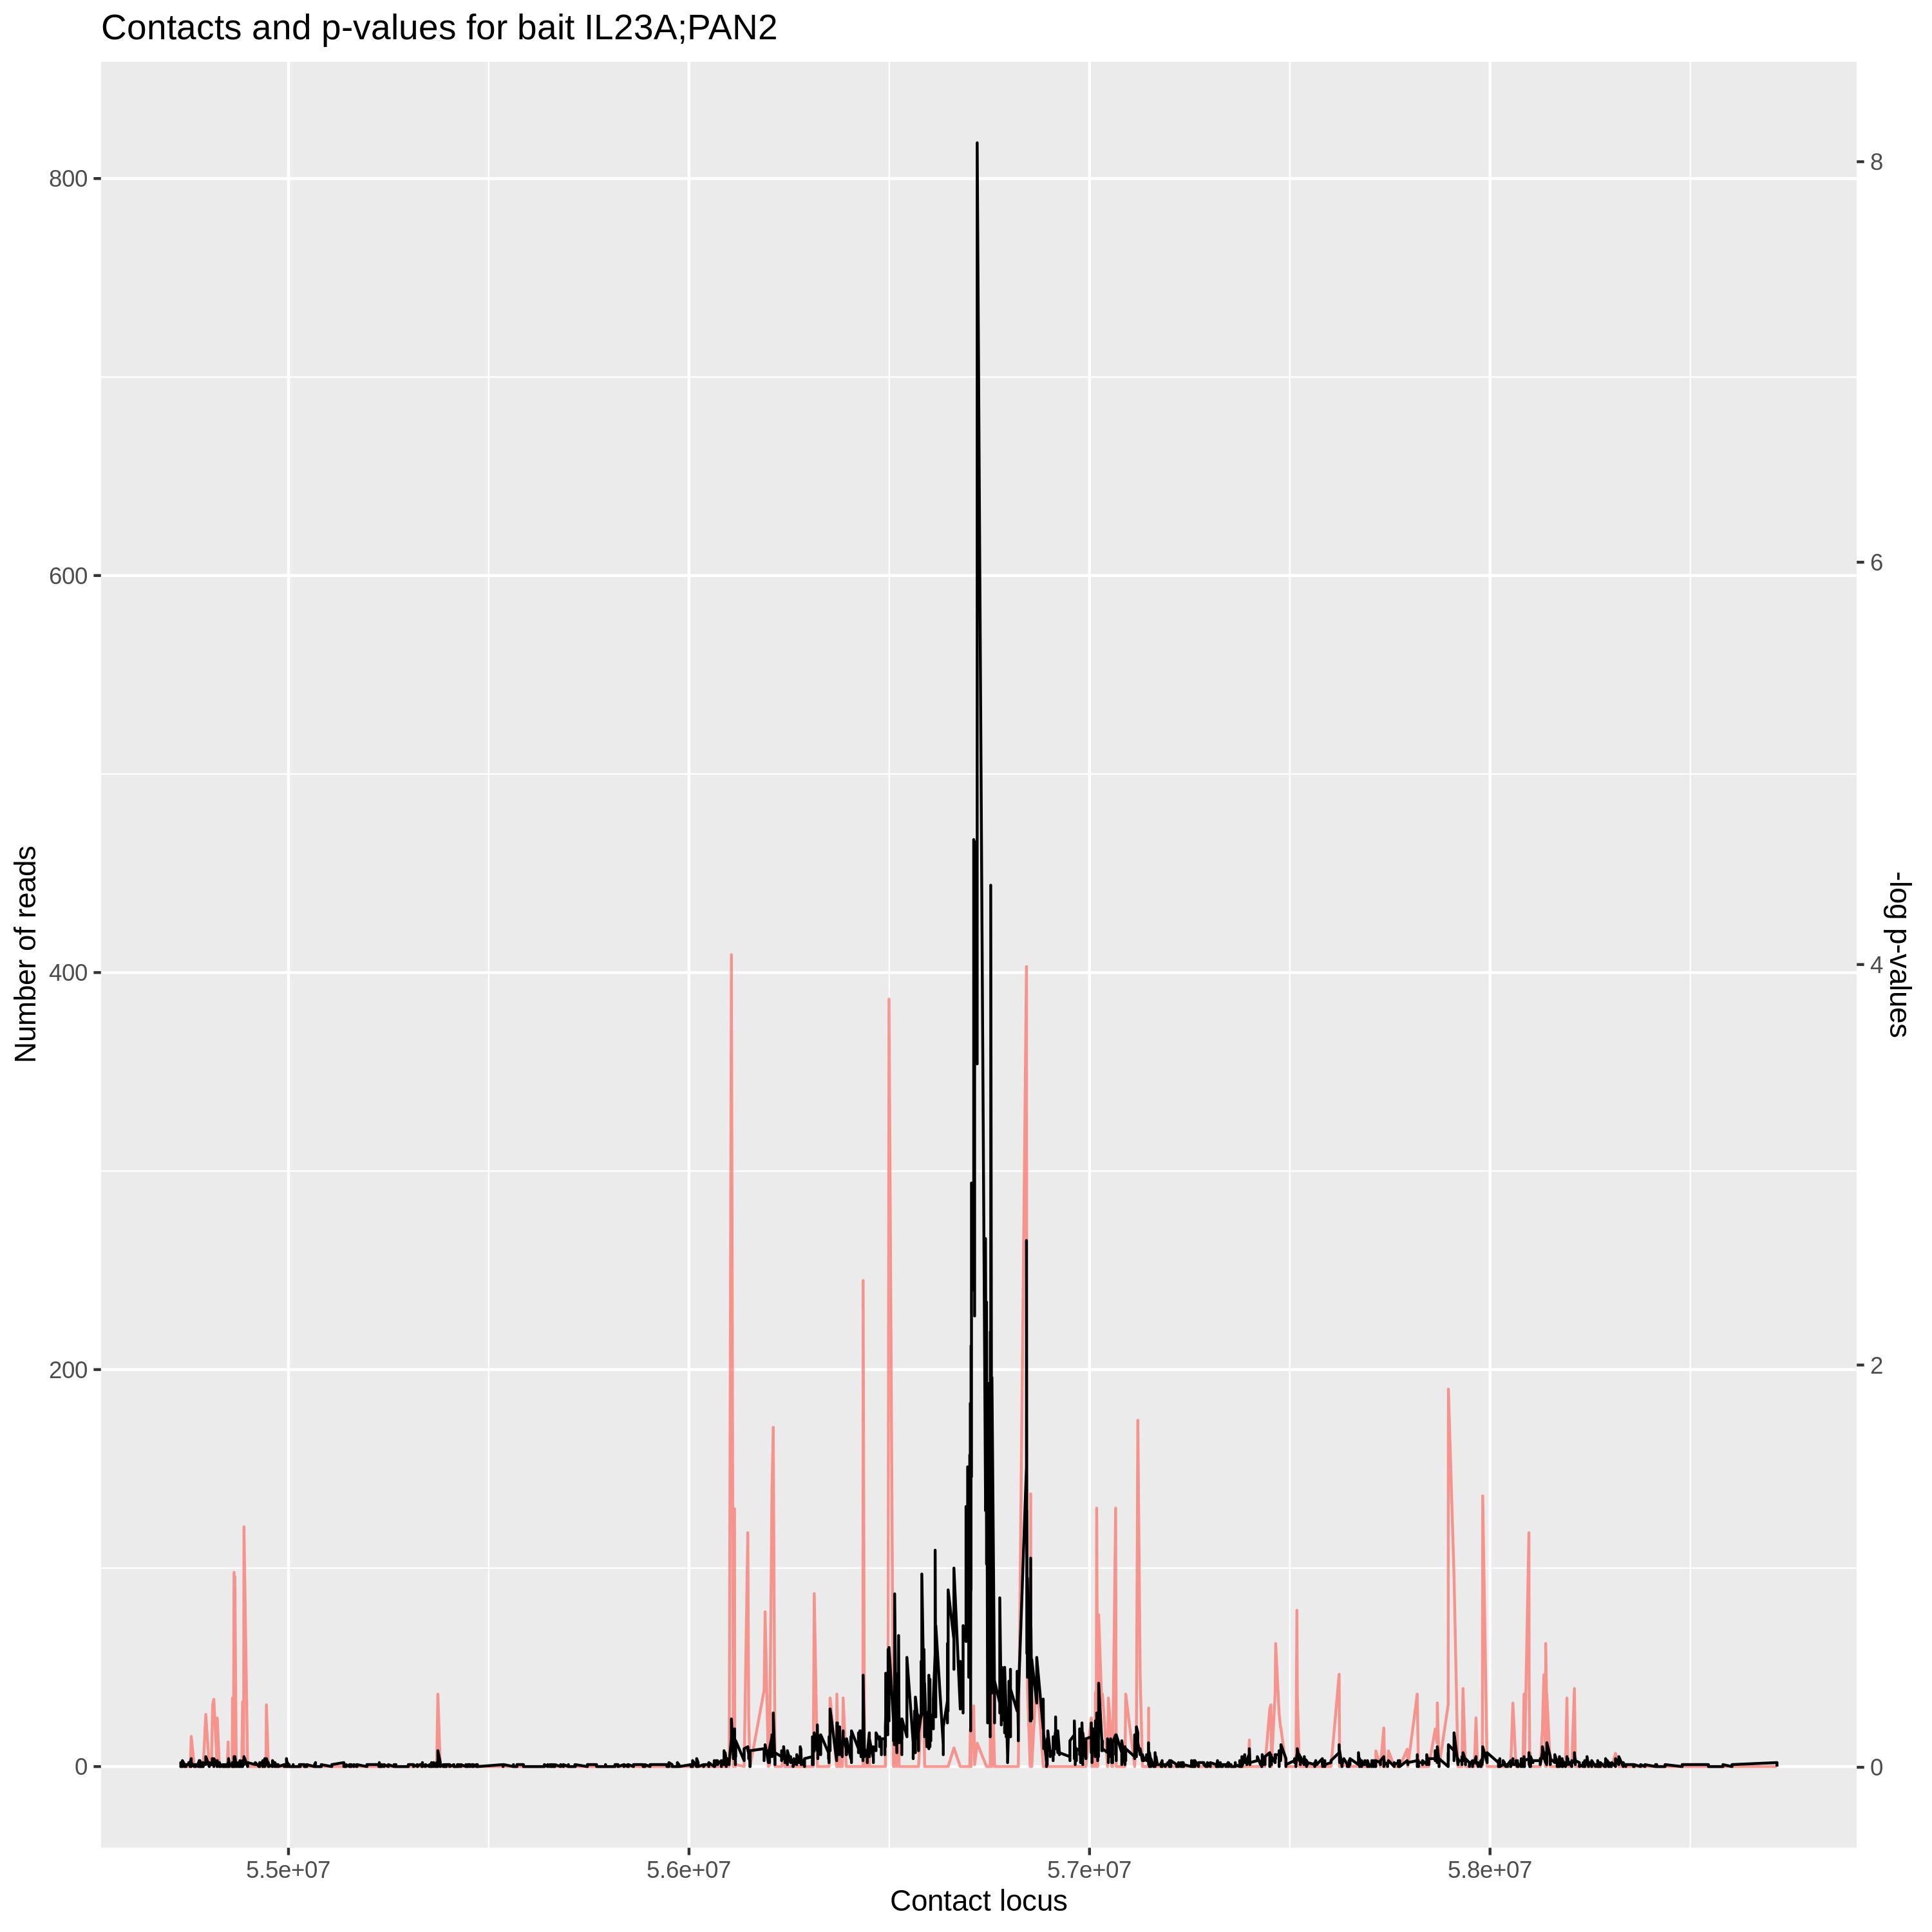 Contacts and p-values for bait IL23A;PAN2
800
600
400
200
0
8
6
4
2
0
Number of reads
-log p-values
5.5e+07
5.6e+07
5.7e+07
5.8e+07
Contact locus